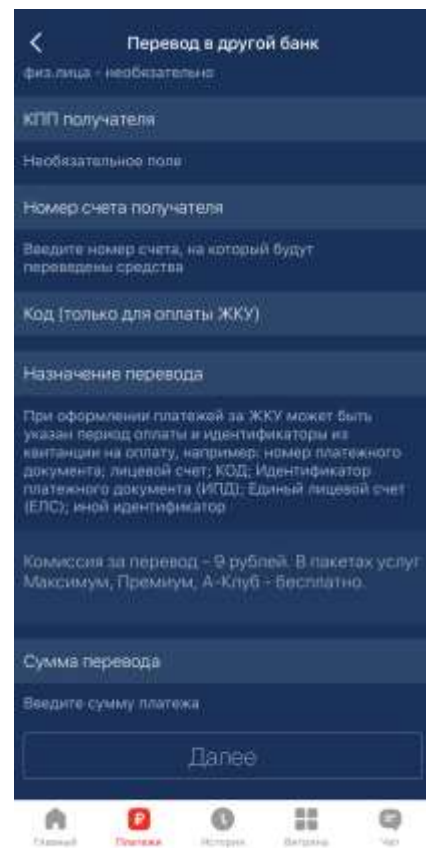 Перевод в другой банк
физ.лица - необязательно
КПП получателя
Необязательное поле
Номер счета получателя
Введите номер счета, на который будут
переведены средства
Код (только для оплаты ЖКУ)
Назначение перевода
При оформлении платежей за ЖКУ может быть
указан период оплаты и идентификаторы из
квитанции на оплату, например: номер платежного
документа; лицевой счет; КОД; Идентификатор
платежного документа (ИПД); Единый лицевой счет
(ЕЛС); иной идентификатор
Комиссия за перевод - 9 рублей. В пакетах услуг
Максимум, Премиум, А-Клуб - бесплатно.
Сумма перевода
Введите сумму платежа
Далее
Главный Платежи История Витрина Чат